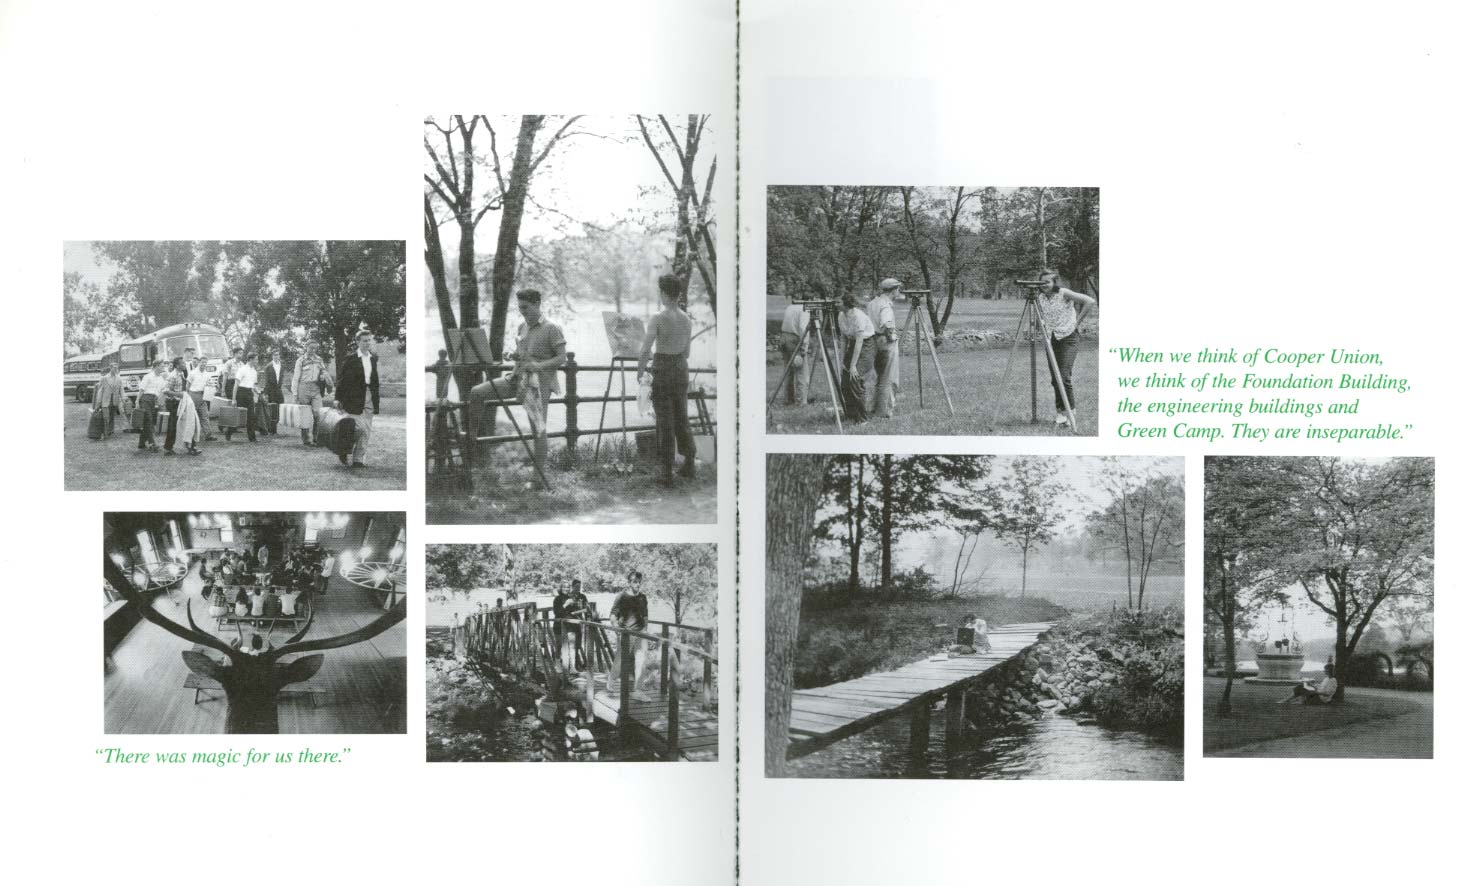 “There was magic for us there.”
“When we think of Cooper Union,
we think of the Foundation Building,
the engineering buildings and
Green Camp. They are inseparable.”